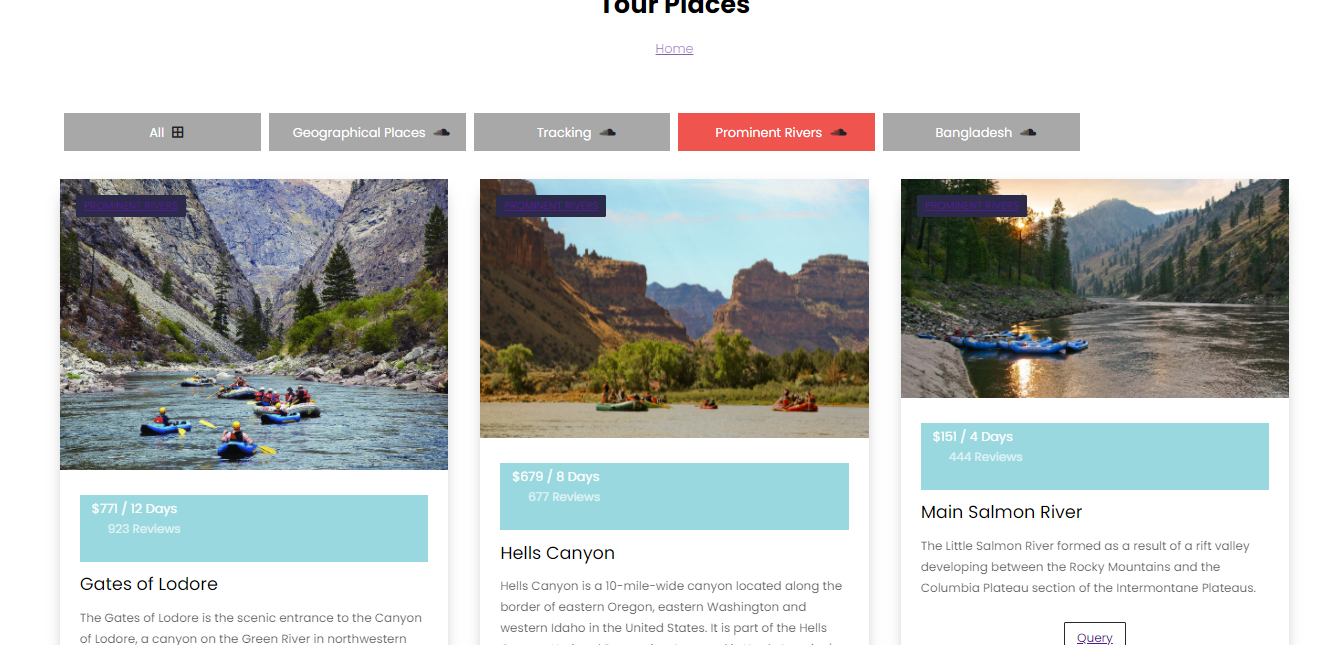 Tour Places
Home
All
Geographical Places
Tracking
Prominent Rivers
Bangladesh
PROMINENT RIVERS
$771 / 12 Days
923 Reviews
Gates of Lodore
The Gates of Lodore is the scenic entrance to the Canyon
of Lodore, a canyon on the Green River in northwestern
PROMINENT RIVERS
$679 / 8 Days
677 Reviews
Hells Canyon
Hells Canyon is a 10-mile-wide canyon located along the
border of eastern Oregon, eastern Washington and
western Idaho in the United States. It is part of the Hells
PROMINENT RIVERS
$151 / 4 Days
444 Reviews
Main Salmon River
The Little Salmon River formed as a result of a rift valley
developing between the Rocky Mountains and the
Columbia Plateau section of the Intermontane Plateaus.
Query